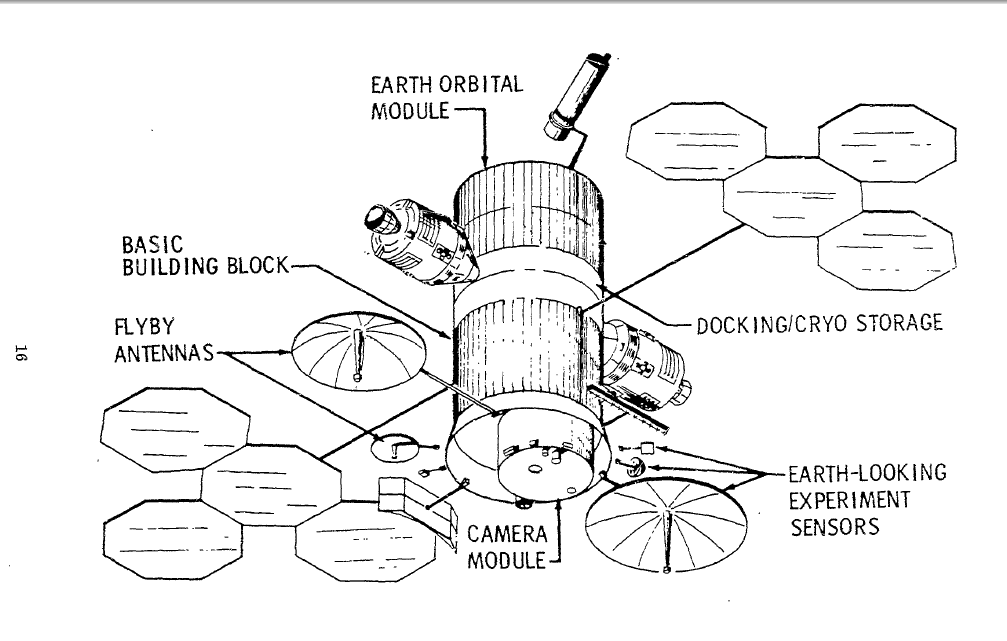 EARTH ORBITAL
MODULE
BASIC
BUILDING BLOCK
FLYBY
ANTENNAS
DOCKING/CRYO STORAGE
16
EARTH-LOOKING
EXPERIMENT
SENSORS
CAMERA
MODULE